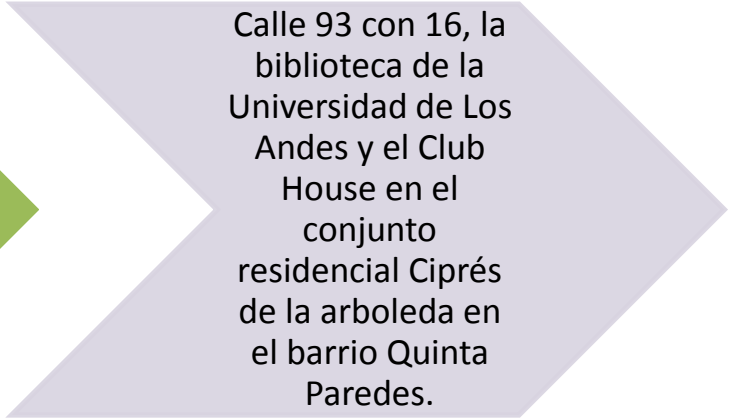 Calle 93 con 16, la
biblioteca de la
Universidad de Los
Andes y el Club
House en el
conjunto
residencial Ciprés
de la arboleda en
el barrio Quinta
Paredes.